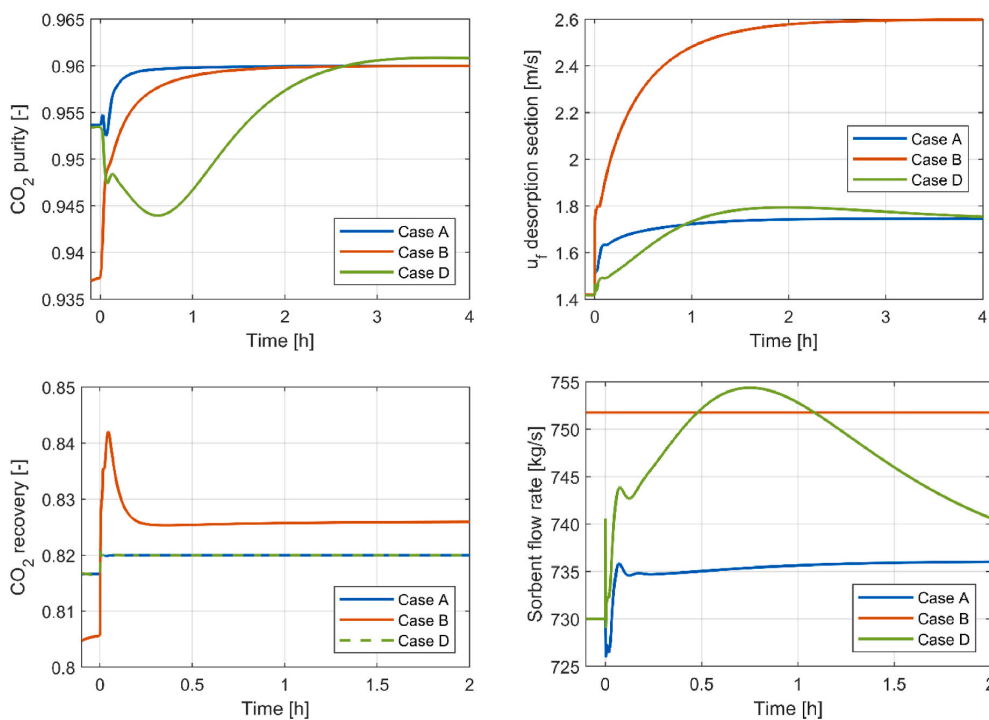 0.965
0.96
0.955
0.95
0.945
0.94
0.935
CO2 purity [-]
Case A
Case B
Case D
0 1 2 3 4
Time [h]
2.6
2.4
2.2
2
1.8
1.6
1.4
uf desorption section [m/s]
Case A
Case B
Case D
0 1 2 3 4
Time [h]
0.85
0.84
0.83
0.82
0.81
0.8
CO2 recovery [-]
Case A
Case B
Case D
0 0.5 1 1.5 2
Time [h]
755
750
745
740
735
730
725
Sorbent flow rate [kg/s]
Case A
Case B
Case D
0 0.5 1 1.5 2
Time [h]